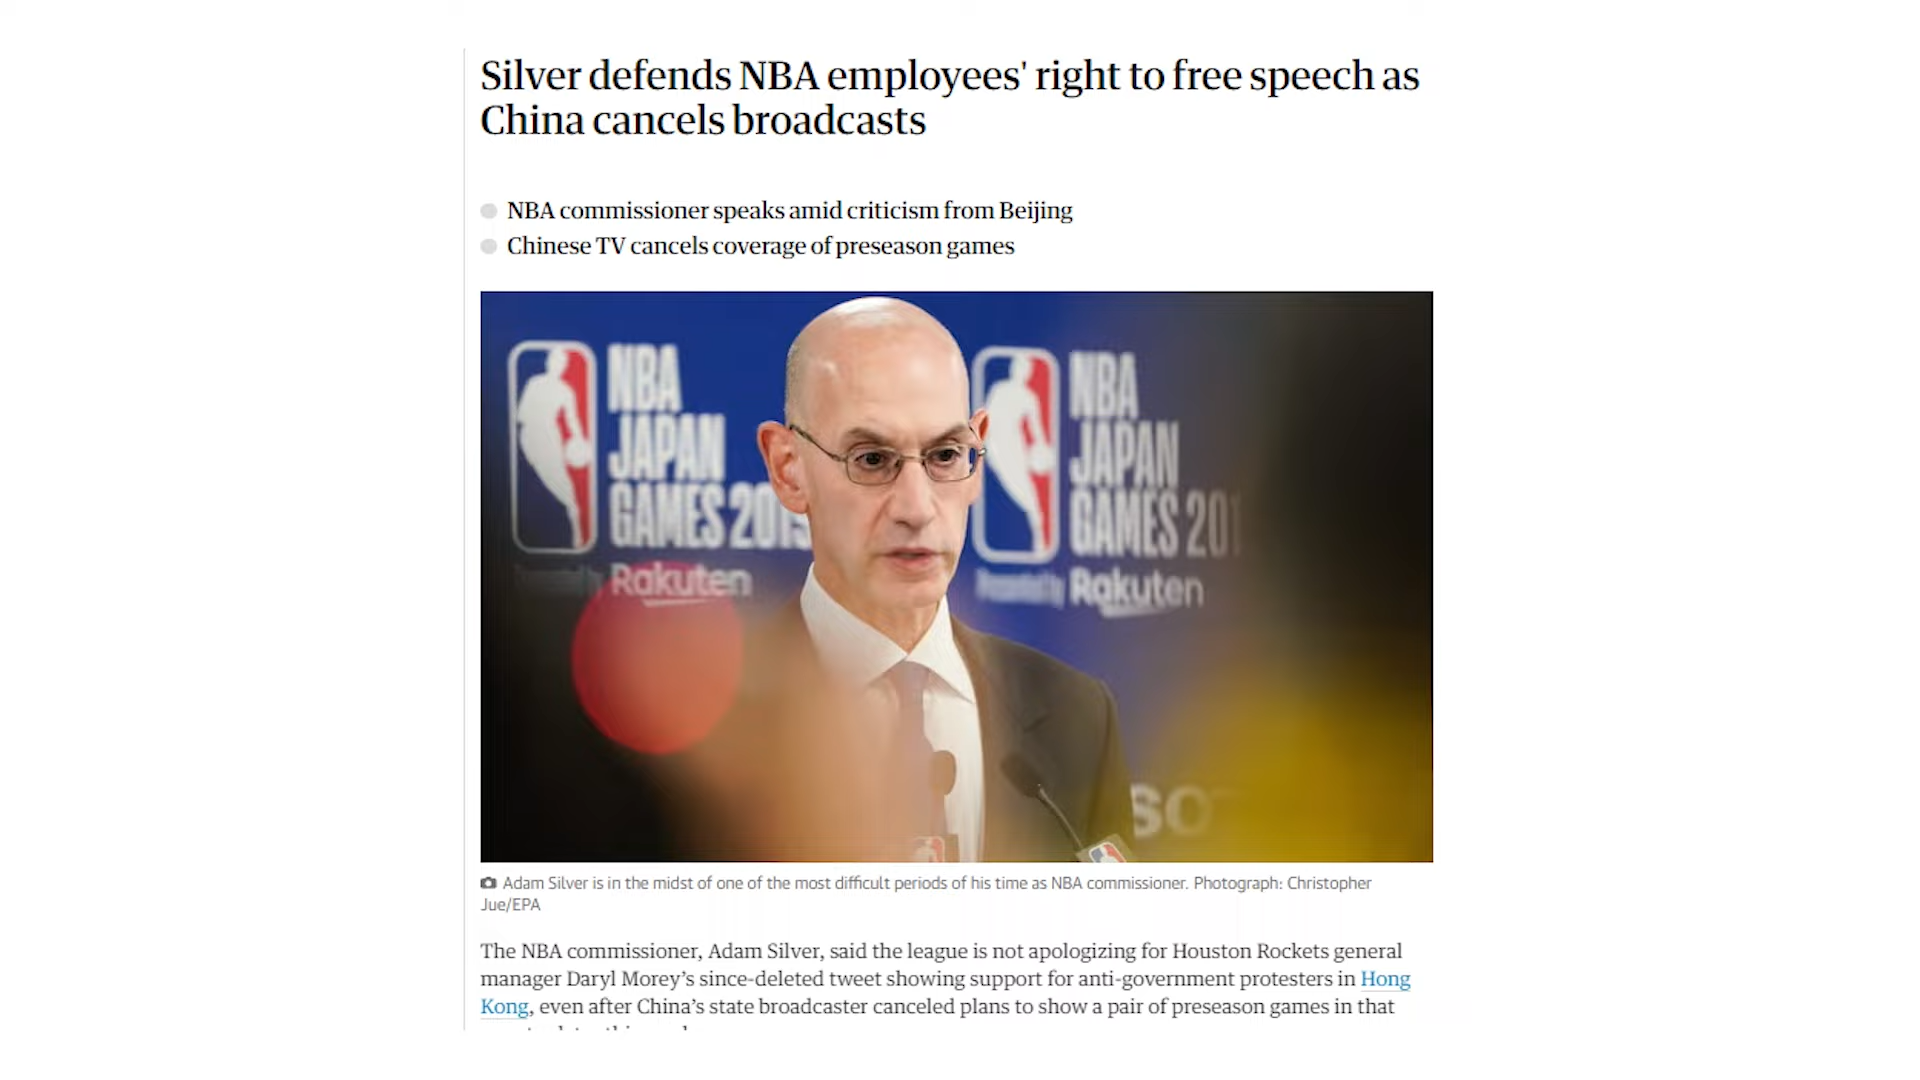 Silver defends NBA employees' right to free speech as
China cancels broadcasts
NBA commissioner speaks amid criticism from Beijing
Chinese TV cancels coverage of preseason games
NBA
JAPAN
GAMES 2019
Rakuten
NBA
JAPAN
GAMES 201
Presented by Rakuten
so
Adam Silver is in the midst of one of the most difficult periods of his time as NBA commissioner. Photograph: Christopher
Jue/EPA
The NBA commissioner, Adam Silver, said the league is not apologizing for Houston Rockets general
manager Daryl Morey’s since-deleted tweet showing support for anti-government protesters in Hong
Kong, even after China’s state broadcaster canceled plans to show a pair of preseason games in that